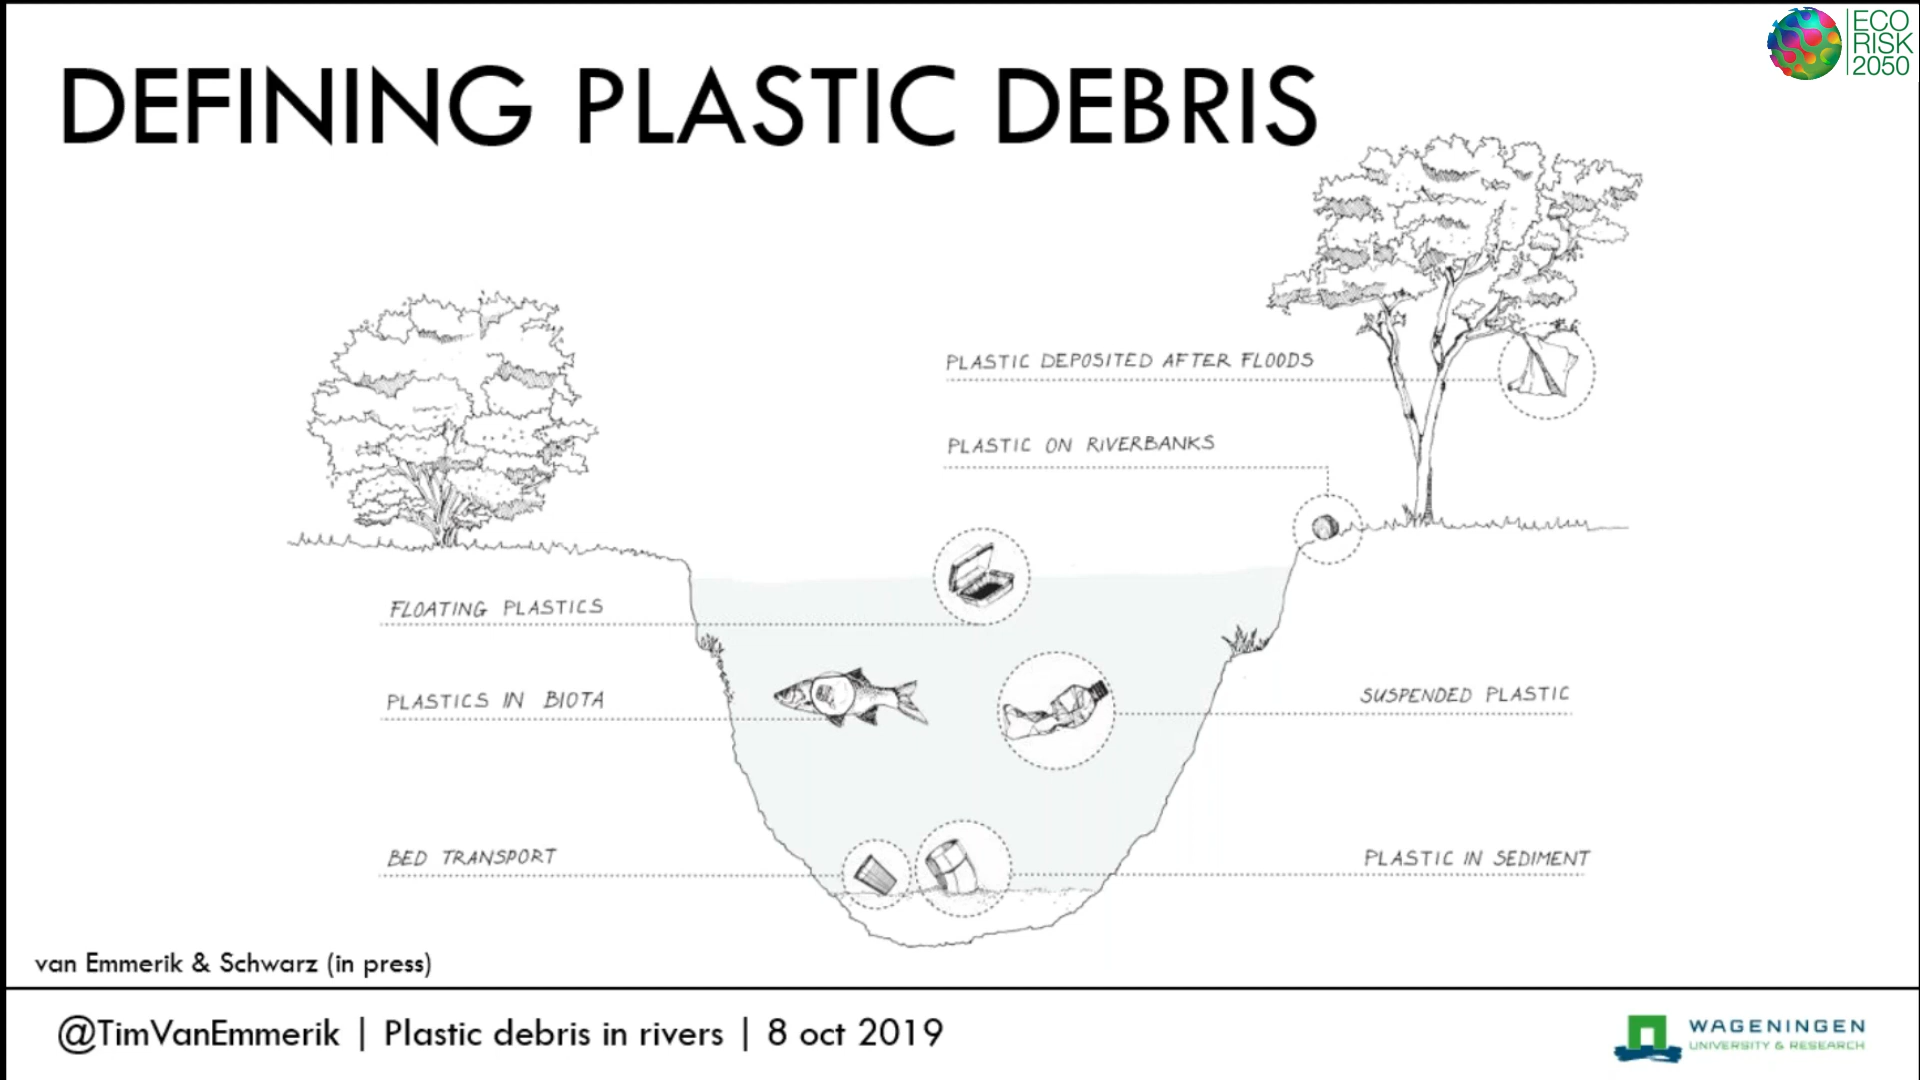 DEFINING PLASTIC DEBRIS
ECO
RISK
2050
PLASTIC DEPOSITED AFTER FLOODS
PLASTIC ON RIVERBANKS
FLOATING PLASTICS
PLASTICS IN BIOTA
SUSPENDED PLASTIC
BED TRANSPORT
PLASTIC IN SEDIMENT
van Emmerik & Schwarz (in press)
@TimVanEmmerik | Plastic debris in rivers | 8 oct 2019
WAGENINGEN
UNIVERSITY & RESEARCH